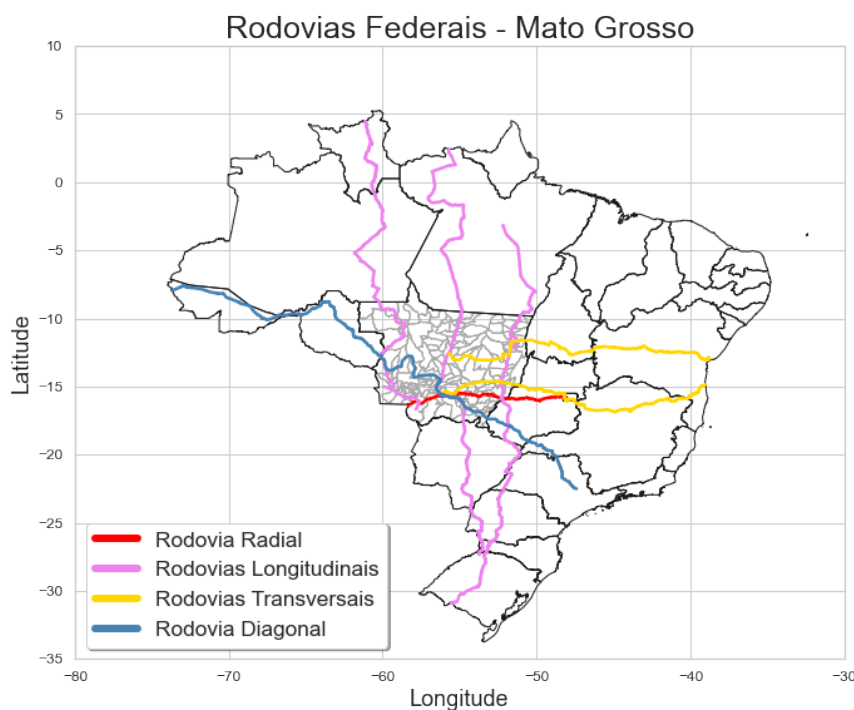 Rodovias Federais - Mato Grosso
10
5
0
−5
−10
−15
−20
−25
−30
−35
Latitude
Rodovia Radial
Rodovias Longitudinais
Rodovias Transversais
Rodovia Diagonal
−80 −70 −60 −50 −40 −30
Longitude